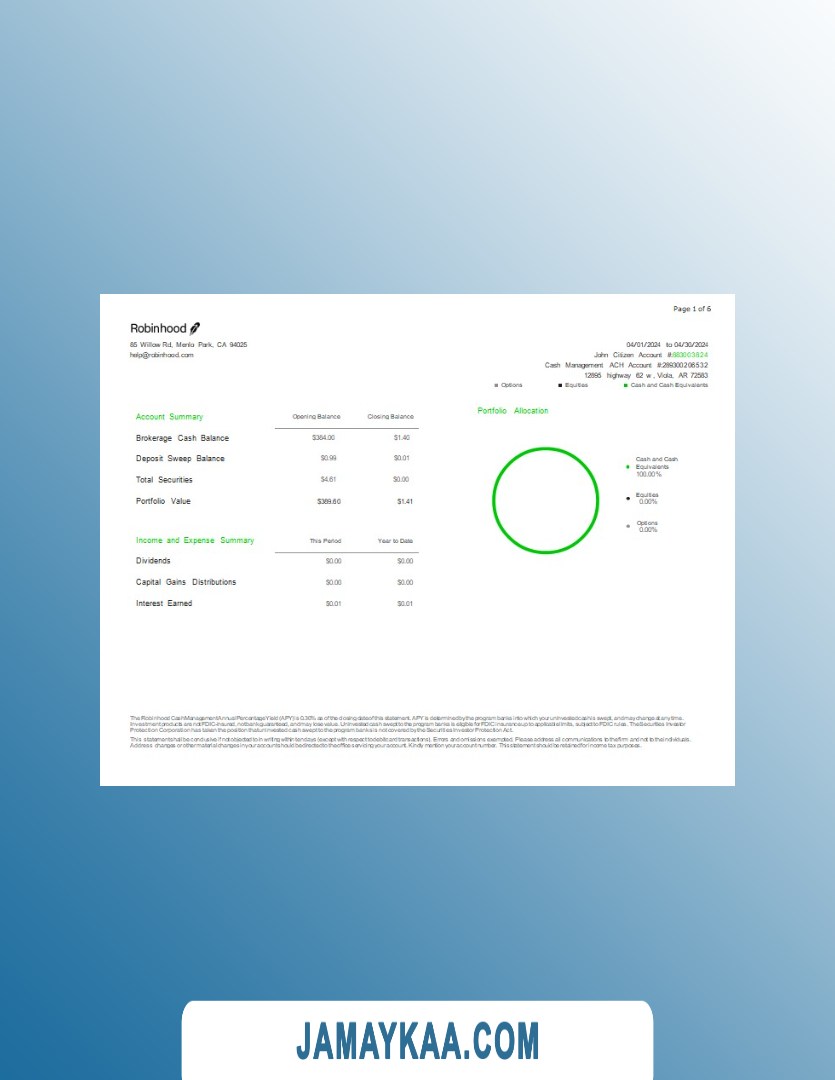 Page 1 of 6
Robinhood
85 Willow Rd, Menlo Park, CA 94025
help@robinhood.com
04/01/2024 to 04/30/2024
John Citizen Account #:
Cash Management ACH Account #:289300208532
12895 highway 62 w , Viola, AR 72583
Options Equities Cash and Cash Equivalents
Account Summary Opening Balance Closing Balance
Brokerage Cash Balance $384.00 $1.40
Deposit Sweep Balance $0.99 $0.01
Total Securities $4.61 $0.00
Portfolio Value $389.60 $1.41
Income and Expense Summary This Period Year to Date
Dividends $0.00 $0.00
Capital Gains Distributions $0.00 $0.00
Interest Earned $0.01 $0.01
Portfolio Allocation
Cash and Cash
Equivalents
100.00%
Equities
0.00%
Options
0.00%
The Robinhood Cash Management Annual Percentage Yield (APY) is 0.30% as of the closing date of this statement. APY is determined by the program banks into which your uninvested cash is swept, and may change at any time.
Investment products are not FDIC-insured, not bank guaranteed, and may lose value. Uninvested cash swept to the program banks is eligible for FDIC insurance up to applicable limits, subject to FDIC rules. The Securities Investor
Protection Corporation has taken the position that uninvested cash swept to the program banks is not covered by the Securities Investor Protection Act.
This statement shall be conclusive if not objected to in writing within ten days (except with respect to debit card transactions). Errors and omissions exempted. Please address all communications to the firm and not to the individuals.
Address changes or other material changes in your account should be directed to the office servicing your account. Kindly mention your account number. This statement should be retained for income tax purposes.
JAMAYKAA.COM